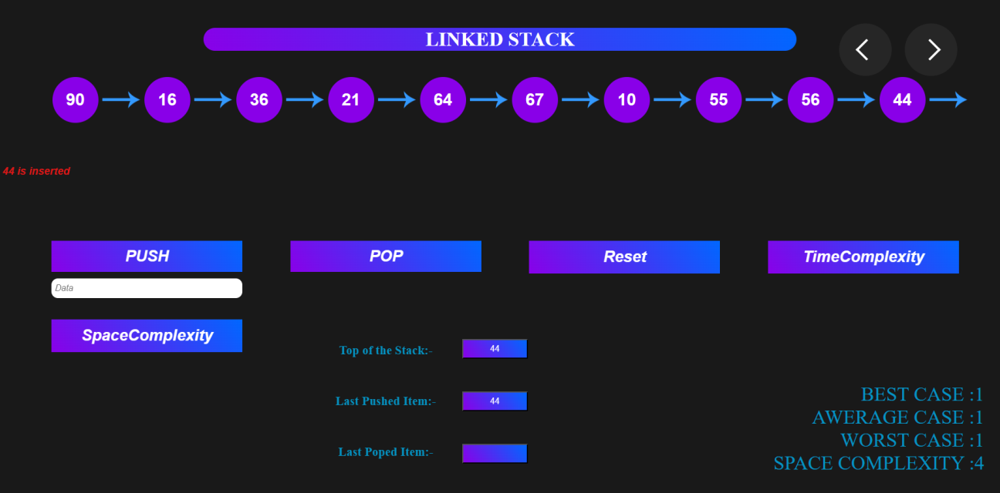 LINKED STACK
90 16 36 21 64 67 10 55 56 44
44 is inserted
PUSH POP Reset TimeComplexity
Data
SpaceComplexity
Top of the Stack:- 44
Last Pushed Item:- 44
Last Poped Item:-
BEST CASE :1
AWERAGE CASE :1
WORST CASE :1
SPACE COMPLEXITY :4